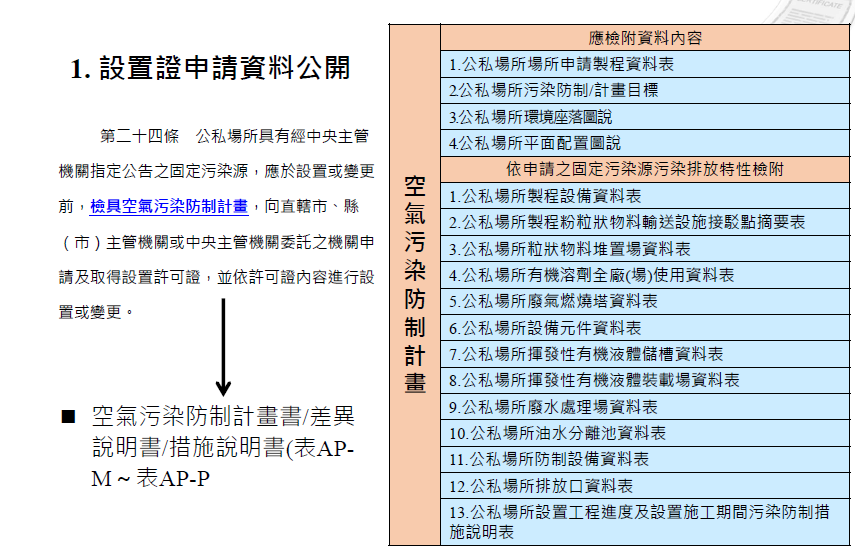 1. 設置證申請資料公開
第二十四條　公私場所具有經中央主管
機關指定公告之固定污染源，應於設置或變更
前，檢具空氣污染防制計畫，向直轄市、縣
（市）主管機關或中央主管機關委託之機關申
請及取得設置許可證，並依許可證內容進行設
置或變更。
■ 空氣污染防制計畫書/差異
說明書/措施說明書(表AP-
M～表AP-P
空氣污染防制計畫
應檢附資料內容
1.公私場所場所申請製程資料表
2.公私場所污染防制/計畫目標
3.公私場所環境座落圖說
4.公私場所平面配置圖說
依申請之固定污染源污染排放特性檢附
1.公私場所製程設備資料表
2.公私場所製程粉粒狀物料輸送設施接駁點摘要表
3.公私場所粒狀物料堆置場資料表
4.公私場所有機溶劑全廠(場)使用資料表
5.公私場所廢氣燃燒塔資料表
6.公私場所設備元件資料表
7.公私場所揮發性有機液體儲槽資料表
8.公私場所揮發性有機液體裝載場資料表
9.公私場所廢水處理場資料表
10.公私場所油水分離池資料表
11.公私場所防制設備資料表
12.公私場所排放口資料表
13.公私場所設置工程進度及設置施工期間污染防制措
施說明表